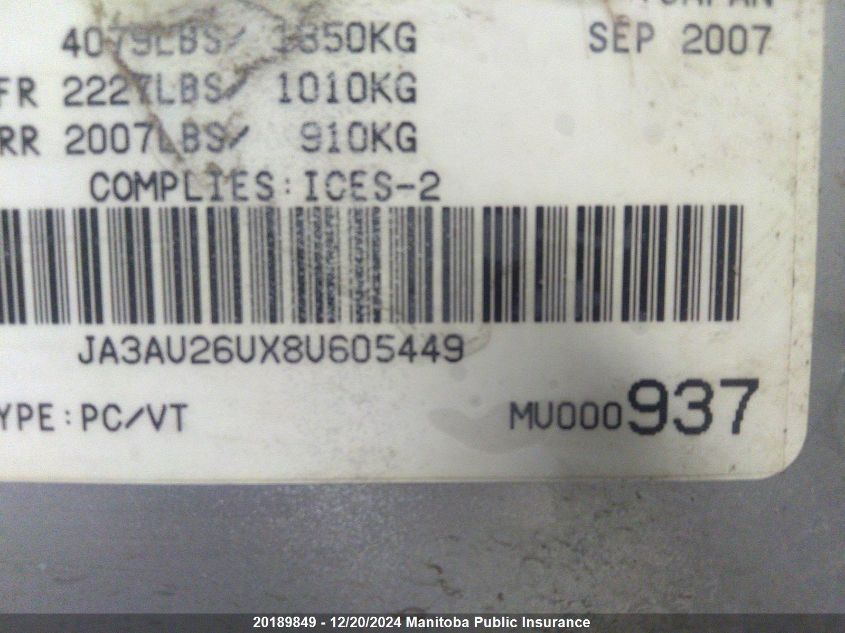 JAPAN
4079LBS/ 1850KG
SEP 2007
FR 2227LBS/ 1010KG
RR 2007LBS/ 910KG
COMPLIES:ICES-2
JA3AU26UX8U605449
YPE:PC/VT
MU000937
20189849 - 12/20/2024 Manitoba Public Insurance